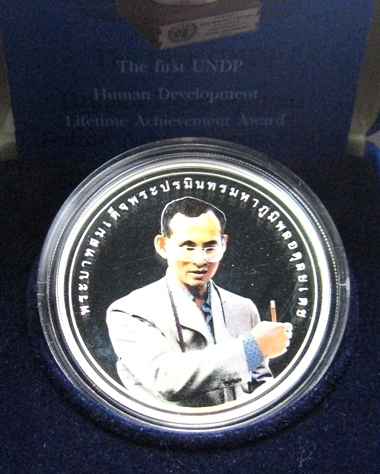 The first UNDP
Human Development
Lifetime Achievement Award
พระบาทสมเด็จพระปรมินทรมหาภูมิพลอดุลยเดช